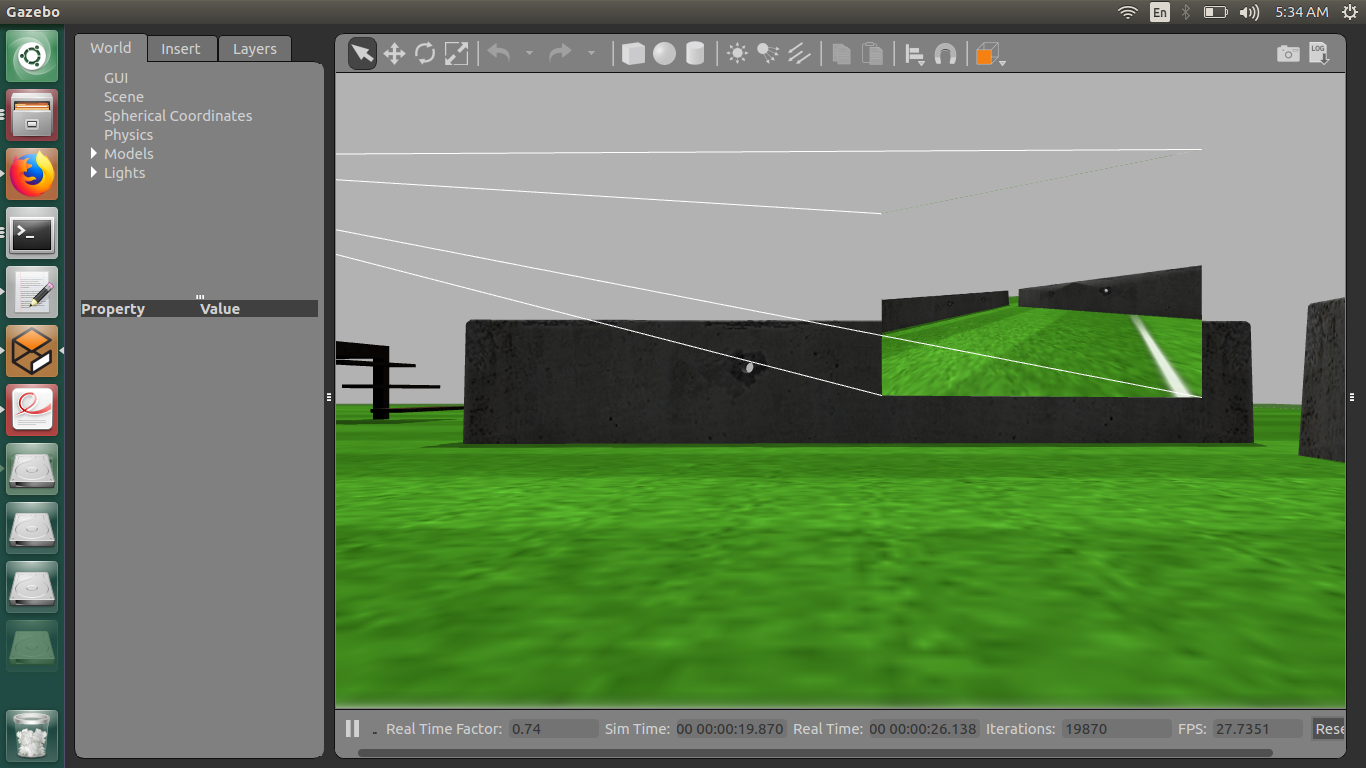 Gazebo
En
5:34 AM
World Insert Layers
LOG
GUI
Scene
Spherical Coordinates
Physics
Models
Lights
Property Value
Real Time Factor: 0.74 Sim Time: 00 00:00:19.870 Real Time: 00 00:00:26.138 Iterations: 19870 FPS: 27.7351 Rese